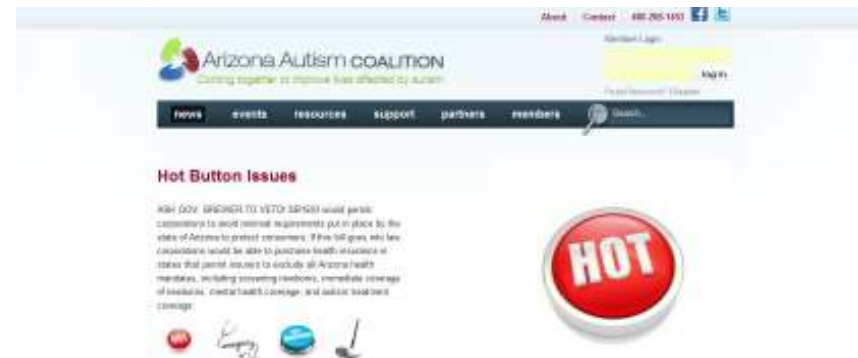 About Contact
Member Login
Arizona Autism COALITION
Coming together to improve lives affected by autism
log in
news events resources support partners members Search...
Hot Button Issues
ASK GOV. BREWER TO VETO! would permit
corporations to avoid minimal requirements put in place by the
state of Arizona to protect consumers. If this bill goes into law,
corporations would be able to purchase health insurance in
states that permit insurers to exclude all Arizona health
mandates, including screening newborns, immediate coverage
of newborns, mental health coverage, and autism treatment
coverage.
HOT